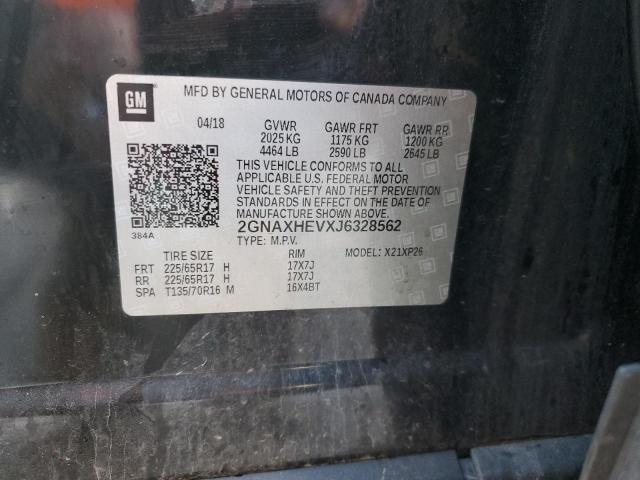 GM
MFD BY GENERAL MOTORS OF CANADA COMPANY
04/18 GVWR GAWR FRT GAWR RR
2025 KG 1175 KG 1200 KG
4464 LB 2590 LB 2645 LB
THIS VEHICLE CONFORMS TO ALL
APPLICABLE U.S. FEDERAL MOTOR
VEHICLE SAFETY AND THEFT PREVENTION
STANDARDS IN EFFECT ON THE DATE OF
MANUFACTURE SHOWN ABOVE.
384A
2GNAXHEVXJ6328562
TYPE: M.P.V. MODEL: X21XP26
TIRE SIZE RIM
FRT 225/65R17 H 17X7J
RR 225/65R17 H 17X7J
SPA T135/70R16 M 16X4BT